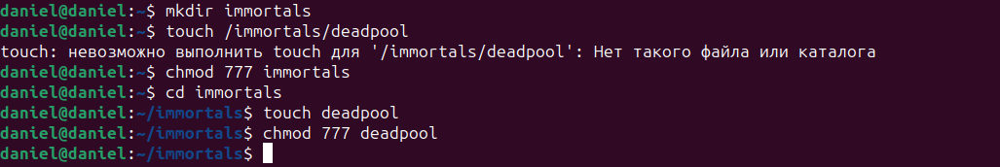 daniel@daniel:~$ mkdir immortals
daniel@daniel:~$ touch /immortals/deadpool
touch: невозможно выполнить touch для '/immortals/deadpool': Нет такого файла или каталога
daniel@daniel:~$ chmod 777 immortals
daniel@daniel:~$ cd immortals
daniel@daniel:~/immortals$ touch deadpool
daniel@daniel:~/immortals$ chmod 777 deadpool
daniel@daniel:~/immortals$